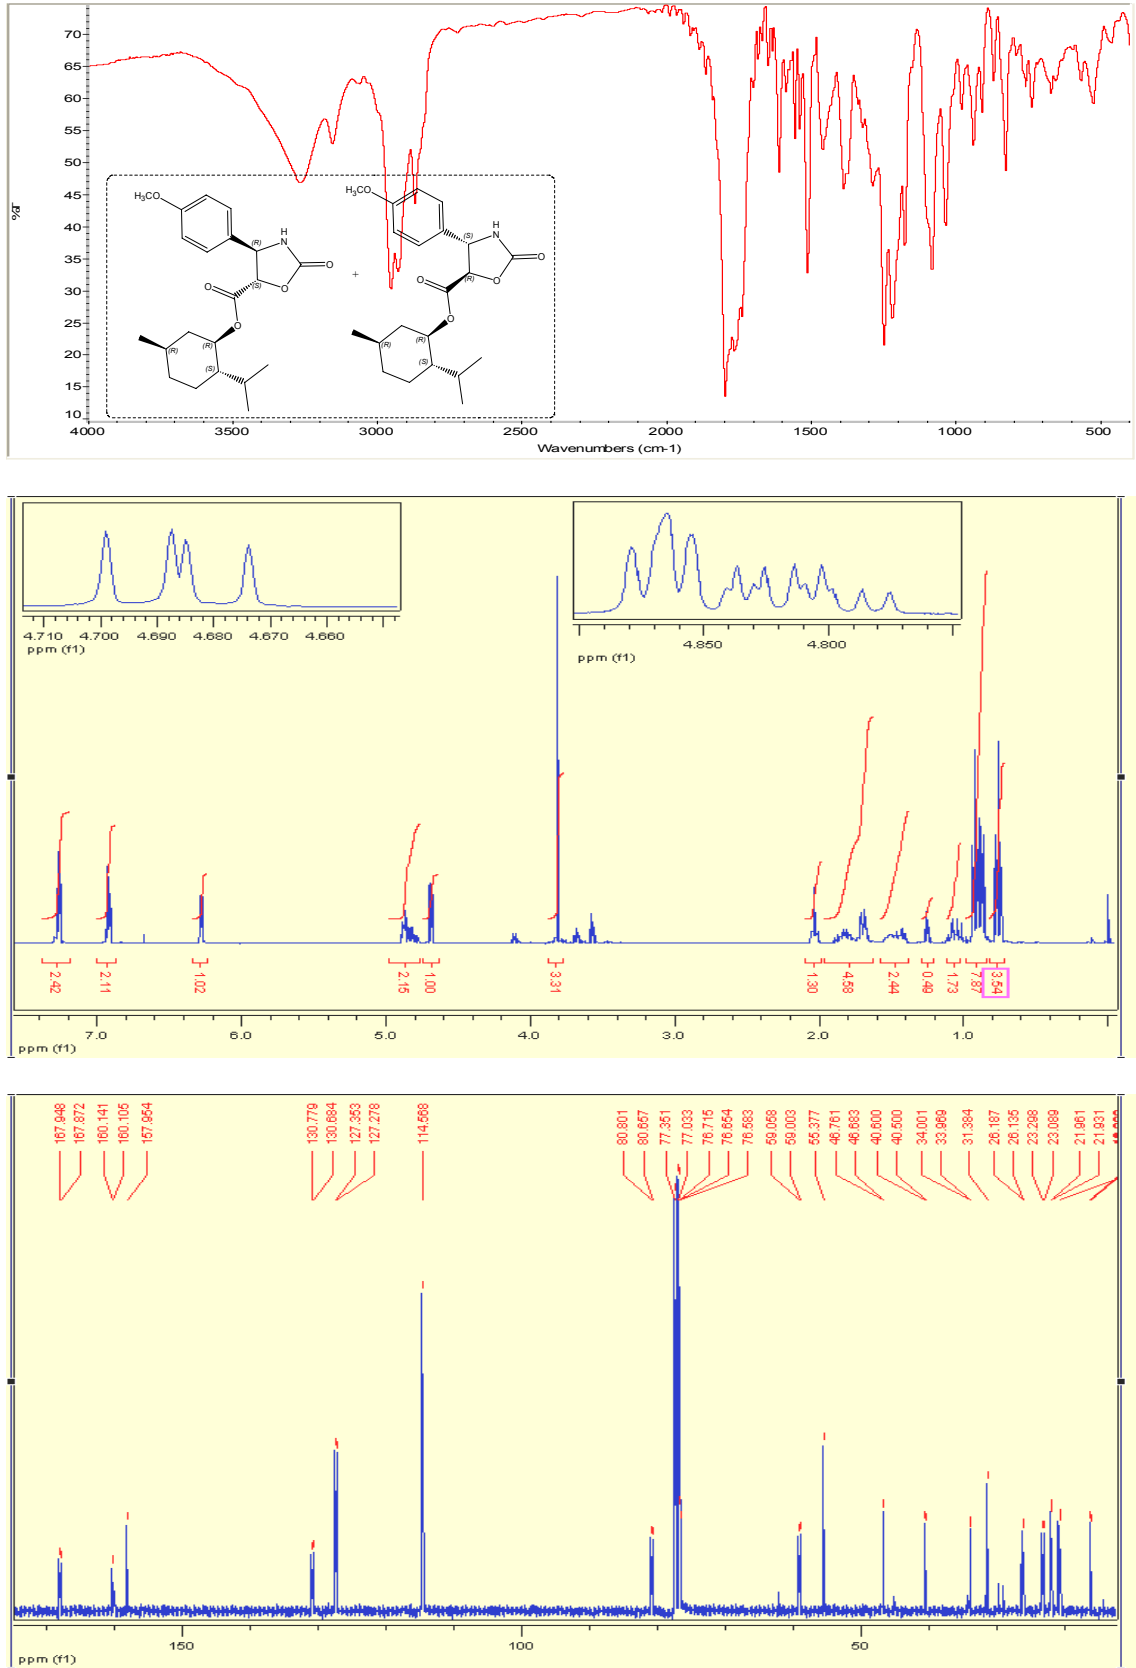 70
65
60
55
50
45
40
35
30
25
20
15
10
%T
4000
3500
3000
2500
2000
1500
1000
500
Wavenumbers (cm-1)
H₃CO
(R)
NH
O
(S)
O
O
O
(R)
(R)
(S)
+
H₃CO
(S)
NH
O
(R)
O
O
O
(R)
(R)
(S)
4.710 4.700 4.690 4.680 4.670 4.660
ppm (f1)
4.850 4.800
ppm (f1)
2.42 2.11 1.02 2.15 1.00 3.31 1.30 4.58 2.44 0.49 1.73 7.87 3.54
7.0 6.0 5.0 4.0 3.0 2.0 1.0
ppm (f1)
167.948 167.872 160.141 160.105 157.954 130.779 130.684 127.353 127.278 114.568 80.801 80.657 77.351 77.033 76.715 76.654 76.583 59.058 59.003 55.377 46.761 46.683 40.600 40.500 34.001 33.969 31.384 26.187 26.135 23.298 23.089 21.961 21.931
150 100 50
ppm (f1)